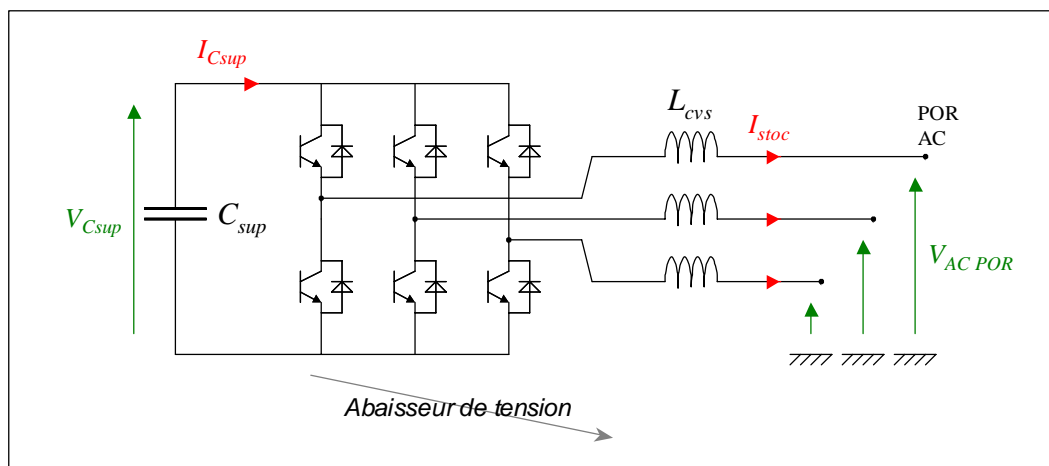 I_Csup
L_cvs
I_stoc
POR
AC
V_Csup
C_sup
V_AC POR
Abaisseur de tension